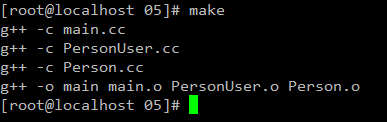 [root@localhost 05]# make
g++ -c main.cc
g++ -c PersonUser.cc
g++ -c Person.cc
g++ -o main main.o PersonUser.o Person.o
[root@localhost 05]#